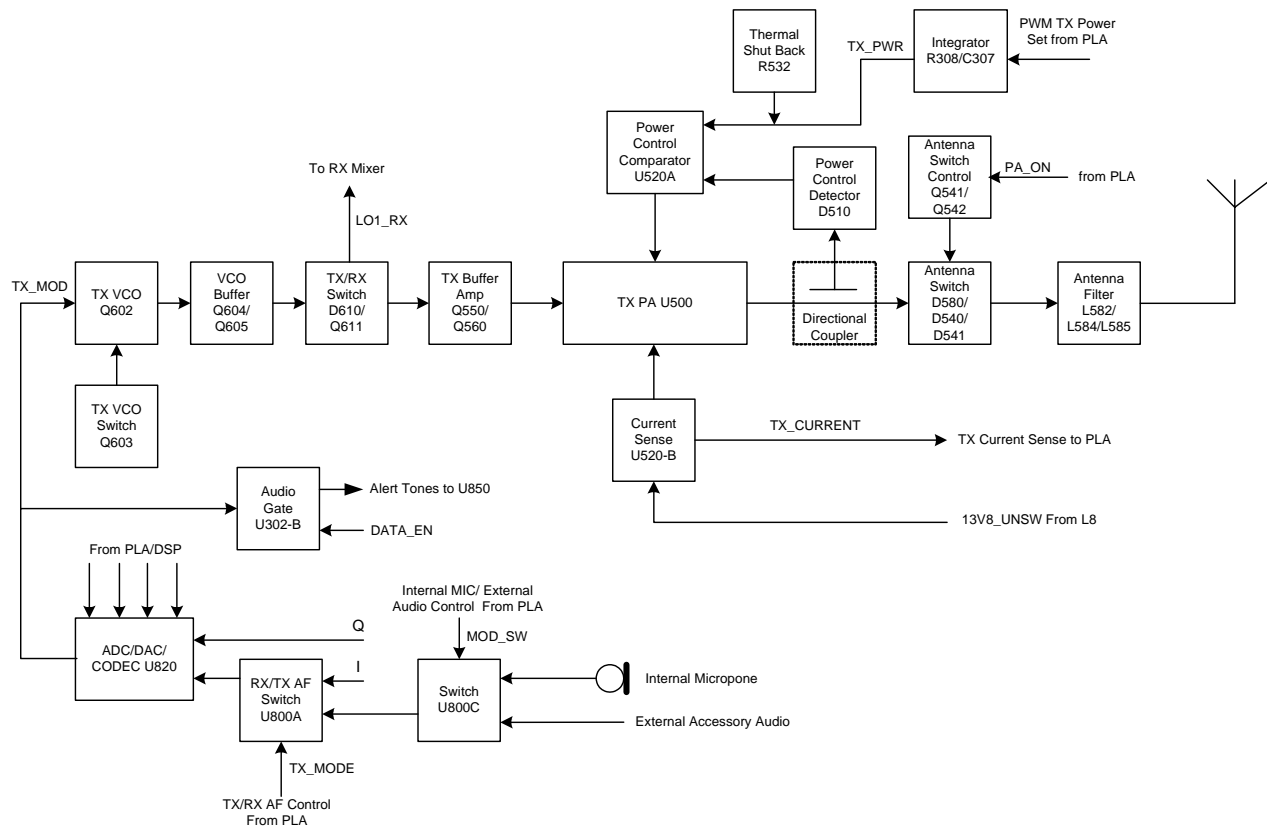 Thermal
Shut Back
R532
TX_PWR
Integrator
R308/C307
PWM TX Power
Set from PLA
Power
Control
Comparator
U520A
Power
Control
Detector
D510
Antenna
Switch
Control
Q541/
Q542
PA_ON
from PLA
To RX Mixer
LO1_RX
TX_MOD
TX VCO
Q602
VCO
Buffer
Q604/
Q605
TX/RX
Switch
D610/
Q611
TX Buffer
Amp
Q550/
Q560
TX PA U500
Directional
Coupler
Antenna
Switch
D580/
D540/
D541
Antenna
Filter
L582/
L584/L585
TX VCO
Switch
Q603
Current
Sense
U520-B
TX_CURRENT
TX Current Sense to PLA
Audio
Gate
U302-B
Alert Tones to U850
DATA_EN
13V8_UNSW From L8
From PLA/DSP
Internal MIC/ External
Audio Control From PLA
MOD_SW
ADC/DAC/
CODEC U820
Q
I
RX/TX AF
Switch
U800A
Switch
U800C
Internal Micropone
External Accessory Audio
TX_MODE
TX/RX AF Control
From PLA